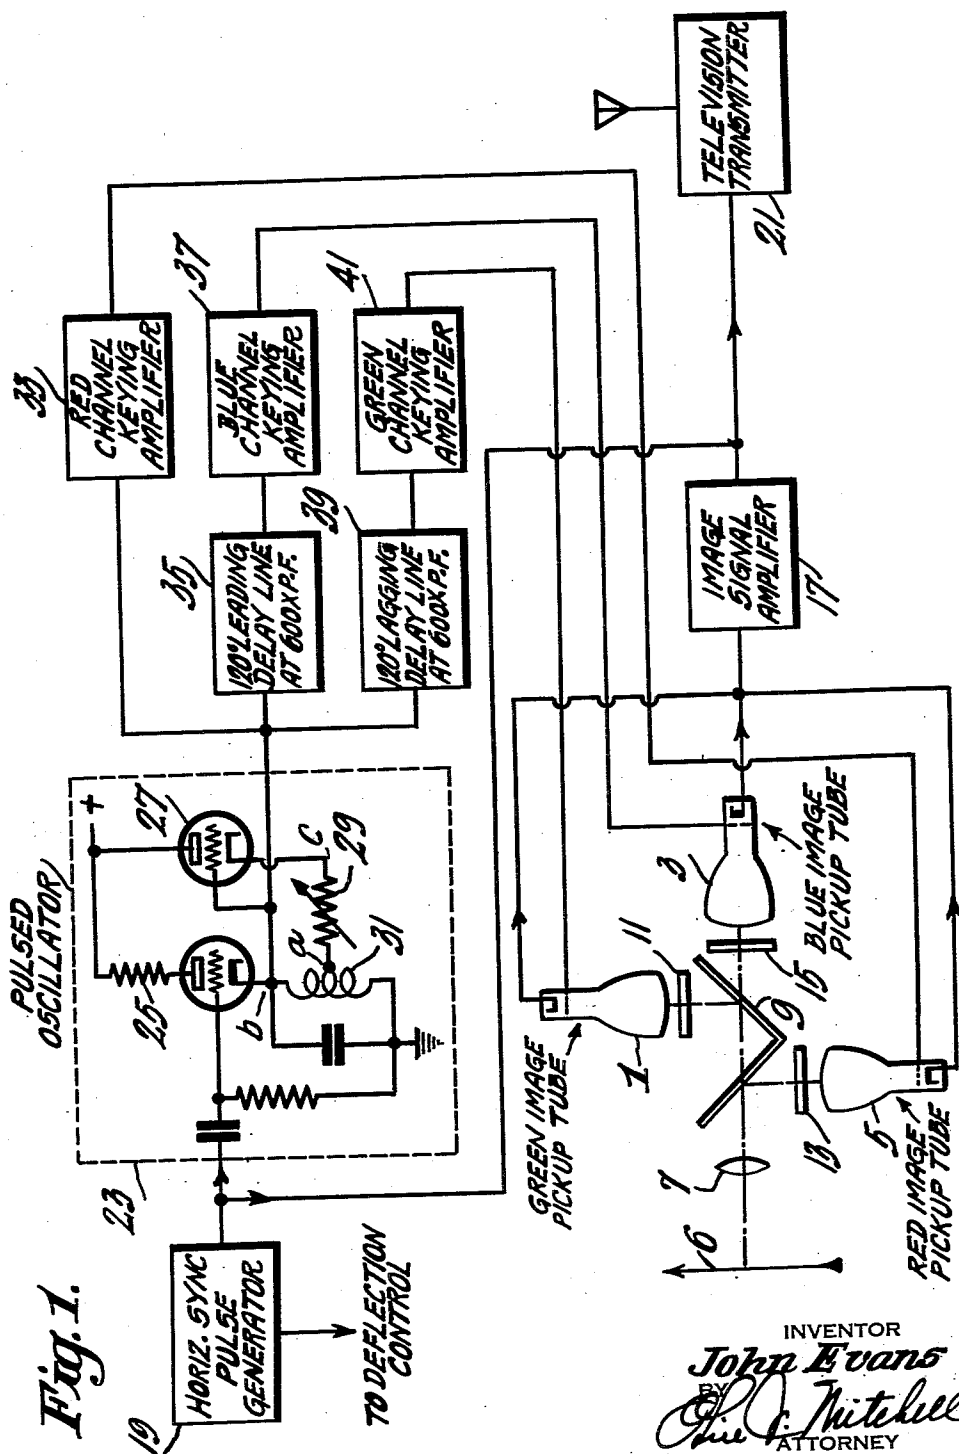 Fig. 1.
19
HORIZ. SYNC
PULSE
GENERATOR
TO DEFLECTION
CONTROL
23
PULSED
OSCILLATOR
25
27
+
b
a
c
29
31
33
RED
CHANNEL
KEYING
AMPLIFIER
35
120° LEADING
DELAY LINE
AT 600 X P.F.
37
BLUE
CHANNEL
KEYING
AMPLIFIER
39
120° LAGGING
DELAY LINE
AT 600 X P.F.
41
GREEN
CHANNEL
KEYING
AMPLIFIER
GREEN IMAGE
PICKUP TUBE
1
11
6
7
9
13
5
RED IMAGE
PICKUP TUBE
15
3
BLUE IMAGE
PICKUP TUBE
IMAGE
SIGNAL
AMPLIFIER
17
TELEVISION
TRANSMITTER
21
INVENTOR
John Evans
BY
Mitchell
ATTORNEY